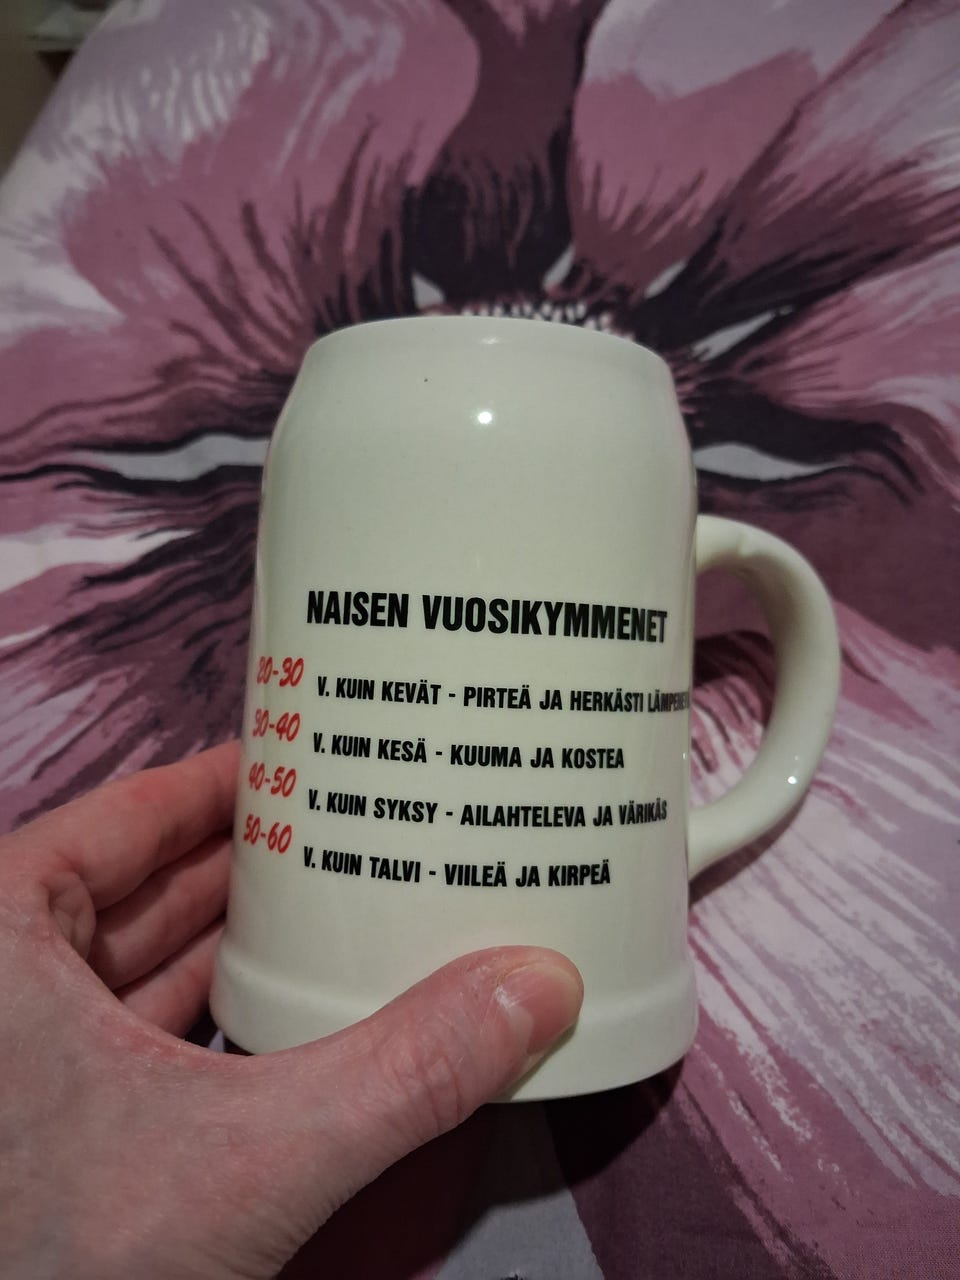 NAISEN VUOSIKYMMENET
20-30 V. KUIN KEVÄT - PIRTEÄ JA HERKÄSTI
30-40 V. KUIN KESÄ - KUUMA JA KOSTEA
40-50 V. KUIN SYKSY - AILAHTELEVA JA VÄRIKÄS
50-60 V. KUIN TALVI - VIILEÄ JA KIRPEÄ